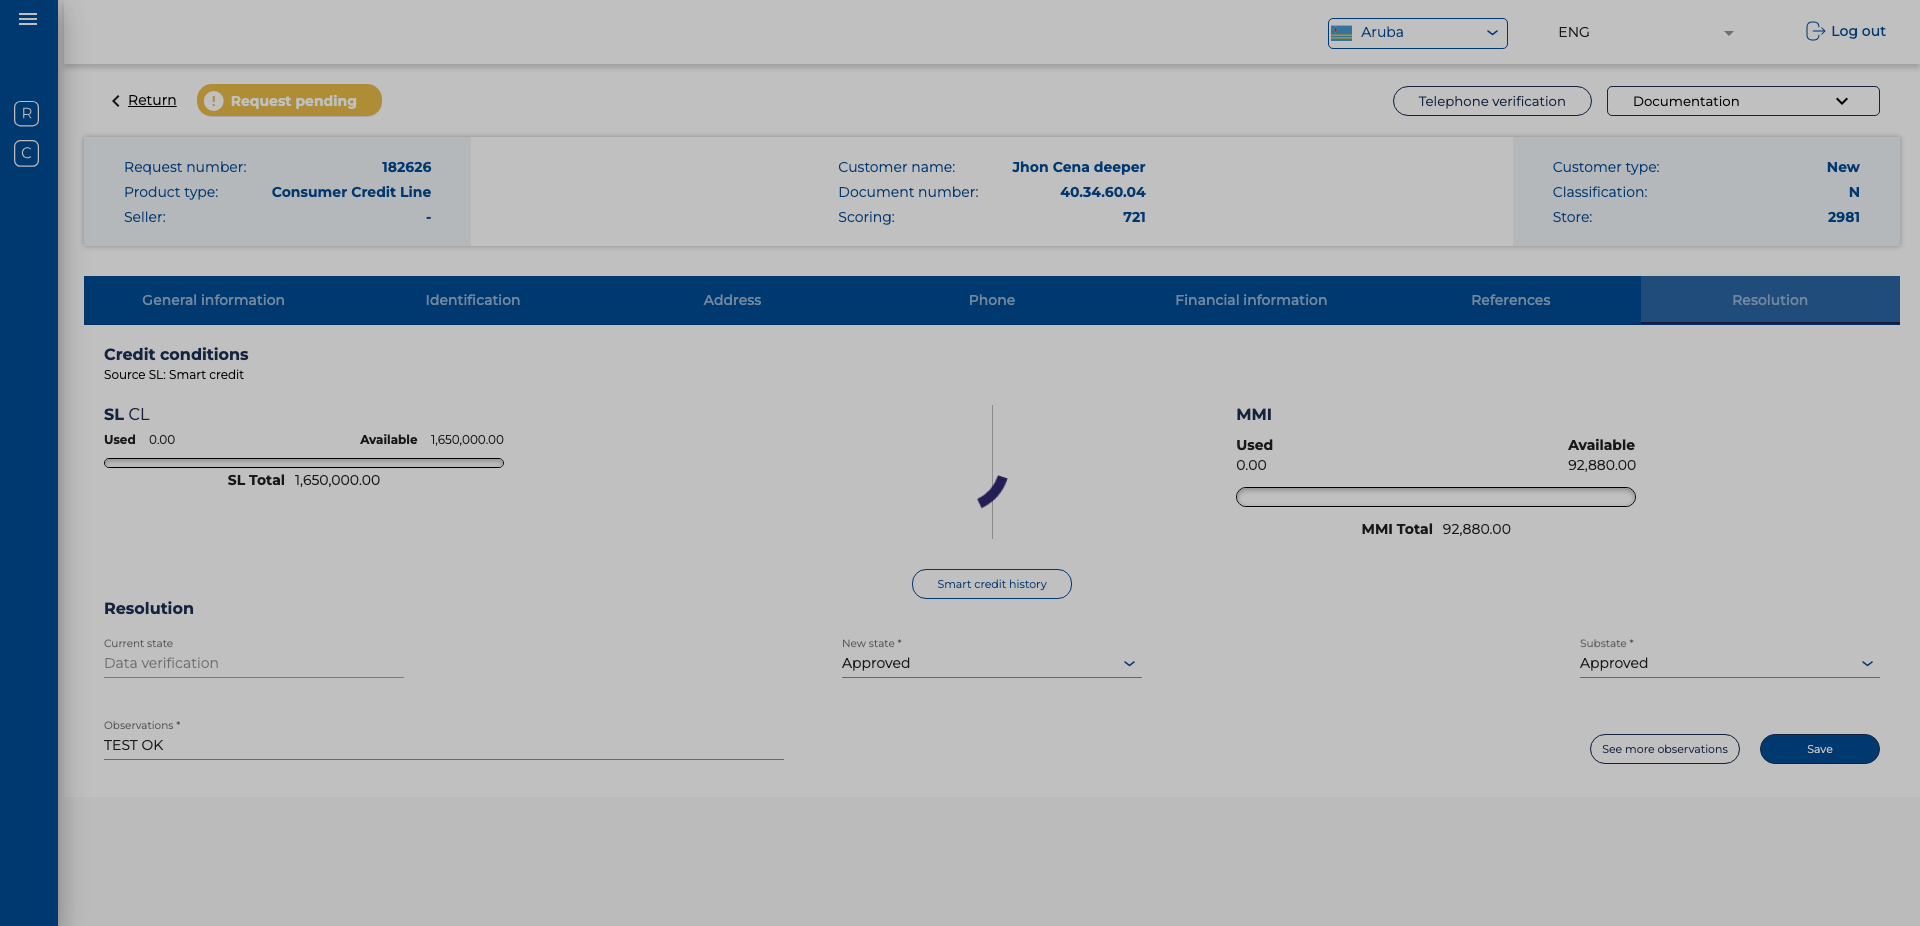 Aruba
ENG
Log out
R
C
Return
Request pending
Telephone verification
Documentation
Request number: 182626
Product type: Consumer Credit Line
Seller: -
Customer name: Jhon Cena deeper
Document number: 40.34.60.04
Scoring: 721
Customer type: New
Classification: N
Store: 2981
General information
Identification
Address
Phone
Financial information
References
Resolution
Credit conditions
Source SL: Smart credit
SL CL
Used 0.00 Available 1,650,000.00
SL Total 1,650,000.00
MMI
Used Available
0.00 92,880.00
MMI Total 92,880.00
Smart credit history
Resolution
Current state
Data verification
New state *
Approved
Substate *
Approved
Observations *
TEST OK
See more observations
Save